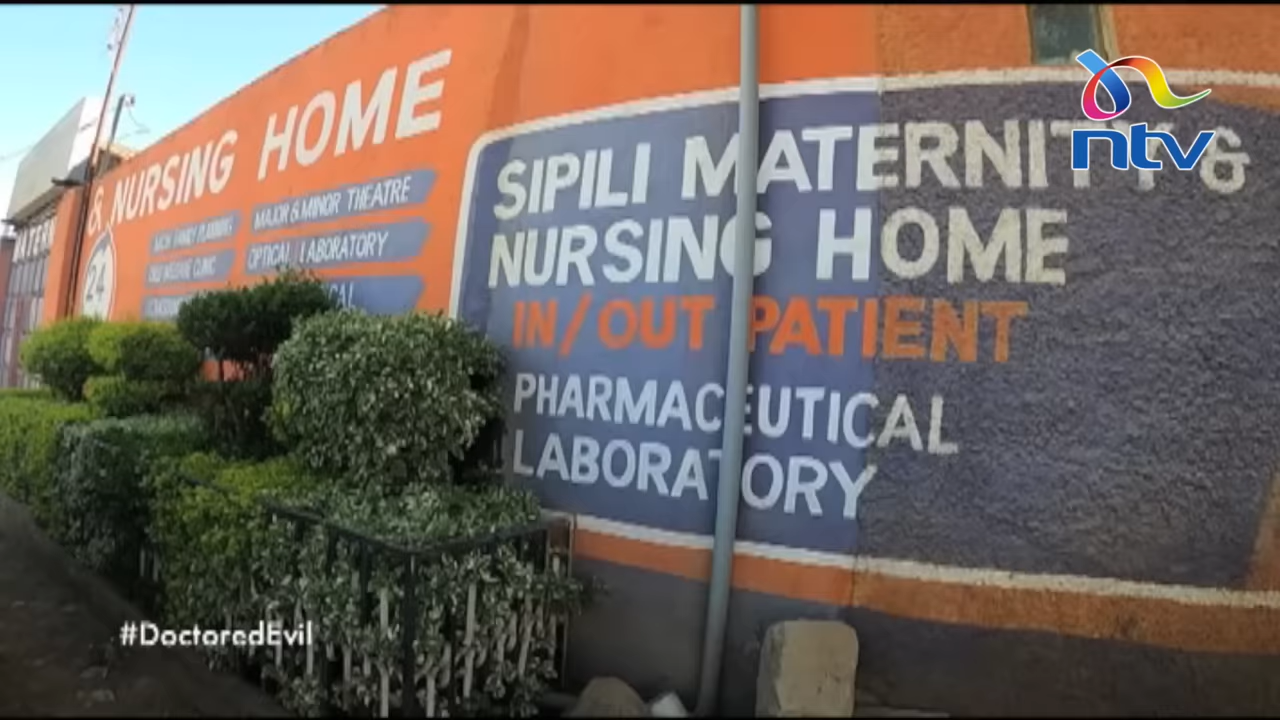 & NURSING HOME
MAJOR & MINOR THEATRE
OPTICAL LABORATORY
24
SIPILI MATERNITY &
NURSING HOME
IN/OUT PATIENT
PHARMACEUTICAL
LABORATORY
ntv
#DoctoredEvil